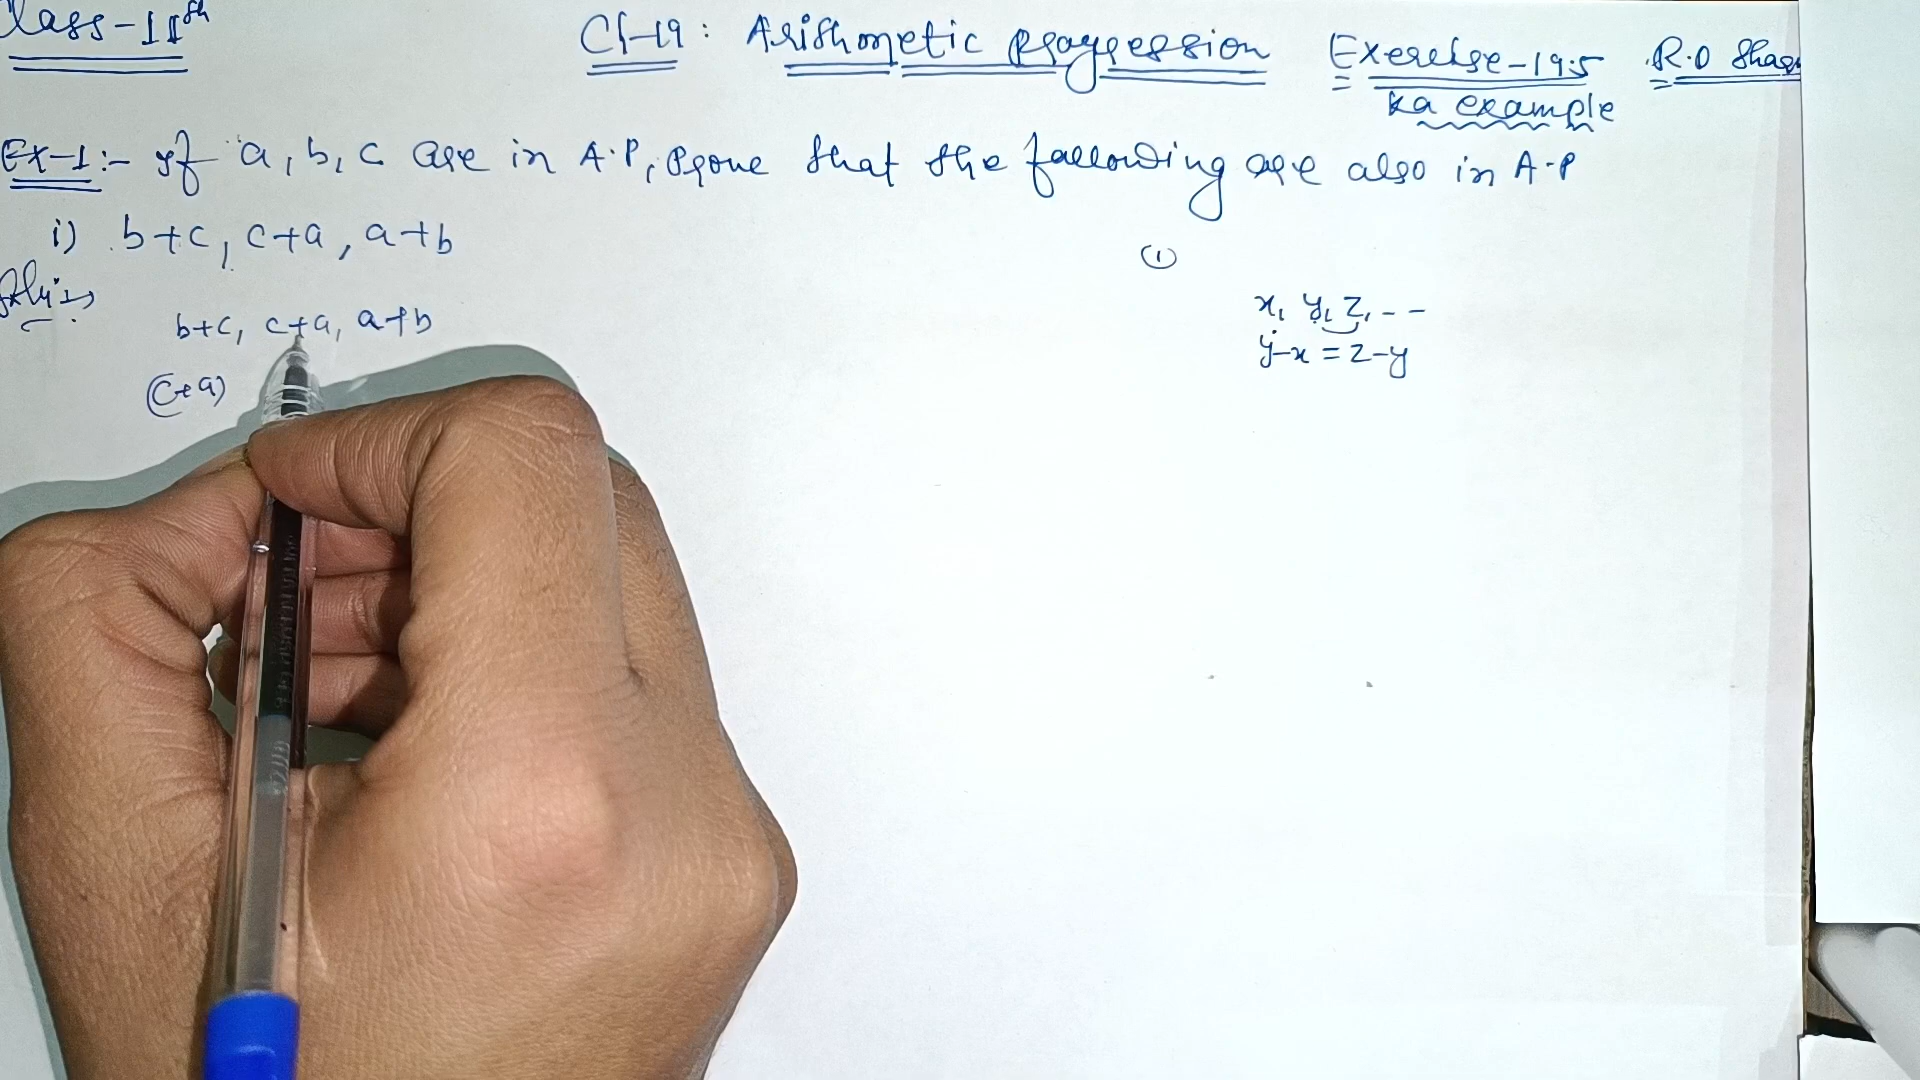 Class-11th
Ch-19: Arithmetic progression Exercise-19.5 R.D Shar
ka example
Ex-1:- If a, b, c are in A.P, Prove that the following are also in A.P
i) b+c, c+a, a+b
①
b+c, c+a, a+b
x, y, z, - -
(c+a)
y-x = z-y